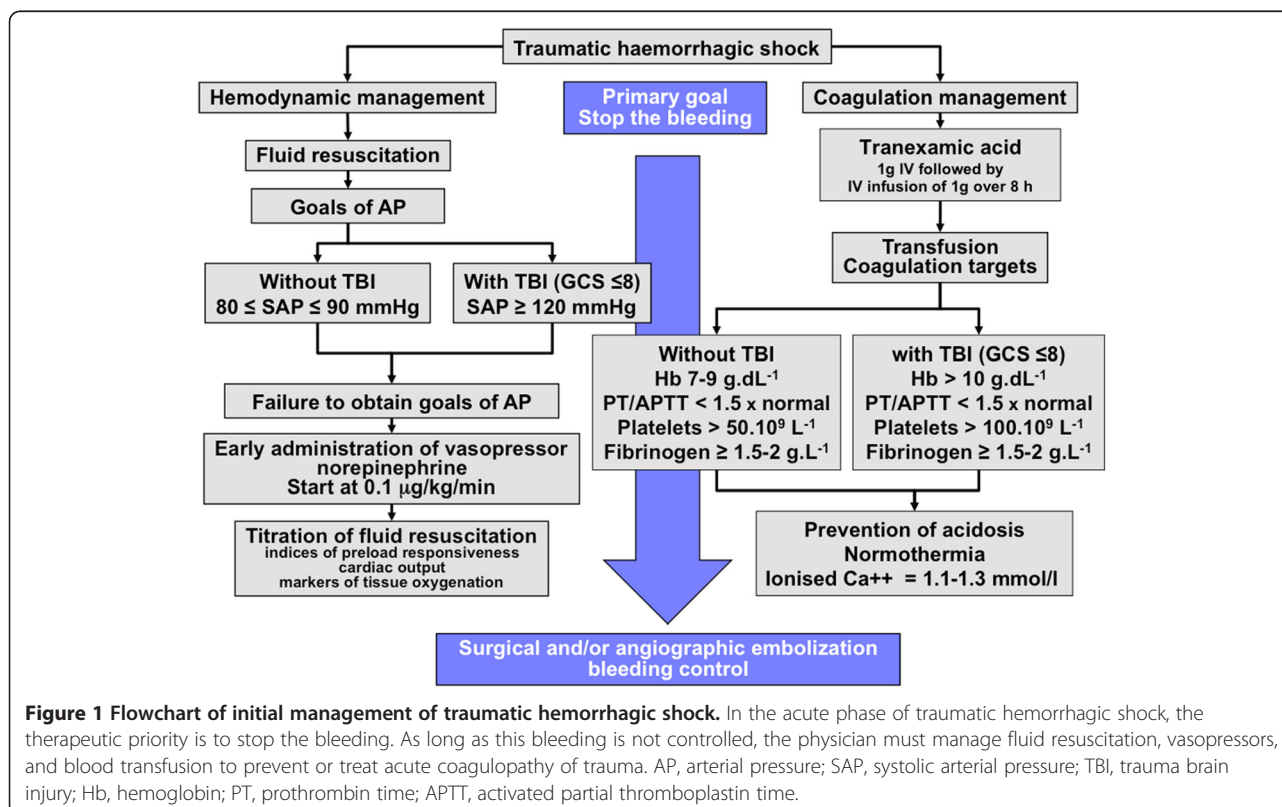 Traumatic haemorrhagic shock
Hemodynamic management
Fluid resuscitation
Goals of AP
Without TBI
80 ≤ SAP ≤ 90 mmHg
With TBI (GCS ≤8)
SAP ≥ 120 mmHg
Failure to obtain goals of AP
Early administration of vasopressor
norepinephrine
Start at 0.1 μg/kg/min
Titration of fluid resuscitation
indices of preload responsiveness
cardiac output
markers of tissue oxygenation
Primary goal
Stop the bleeding
Coagulation management
Tranexamic acid
1g IV followed by
IV infusion of 1g over 8 h
Transfusion
Coagulation targets
Without TBI
Hb 7-9 g.dL⁻¹
PT/APTT < 1.5 x normal
Platelets > 50.10⁹ L⁻¹
Fibrinogen ≥ 1.5-2 g.L⁻¹
with TBI (GCS ≤8)
Hb > 10 g.dL⁻¹
PT/APTT < 1.5 x normal
Platelets > 100.10⁹ L⁻¹
Fibrinogen ≥ 1.5-2 g.L⁻¹
Prevention of acidosis
Normothermia
Ionised Ca++ = 1.1-1.3 mmol/l
Surgical and/or angiographic embolization
bleeding control
Figure 1 Flowchart of initial management of traumatic hemorrhagic shock. In the acute phase of traumatic hemorrhagic shock, the
therapeutic priority is to stop the bleeding. As long as this bleeding is not controlled, the physician must manage fluid resuscitation, vasopressors,
and blood transfusion to prevent or treat acute coagulopathy of trauma. AP, arterial pressure; SAP, systolic arterial pressure; TBI, trauma brain
injury; Hb, hemoglobin; PT, prothrombin time; APTT, activated partial thromboplastin time.